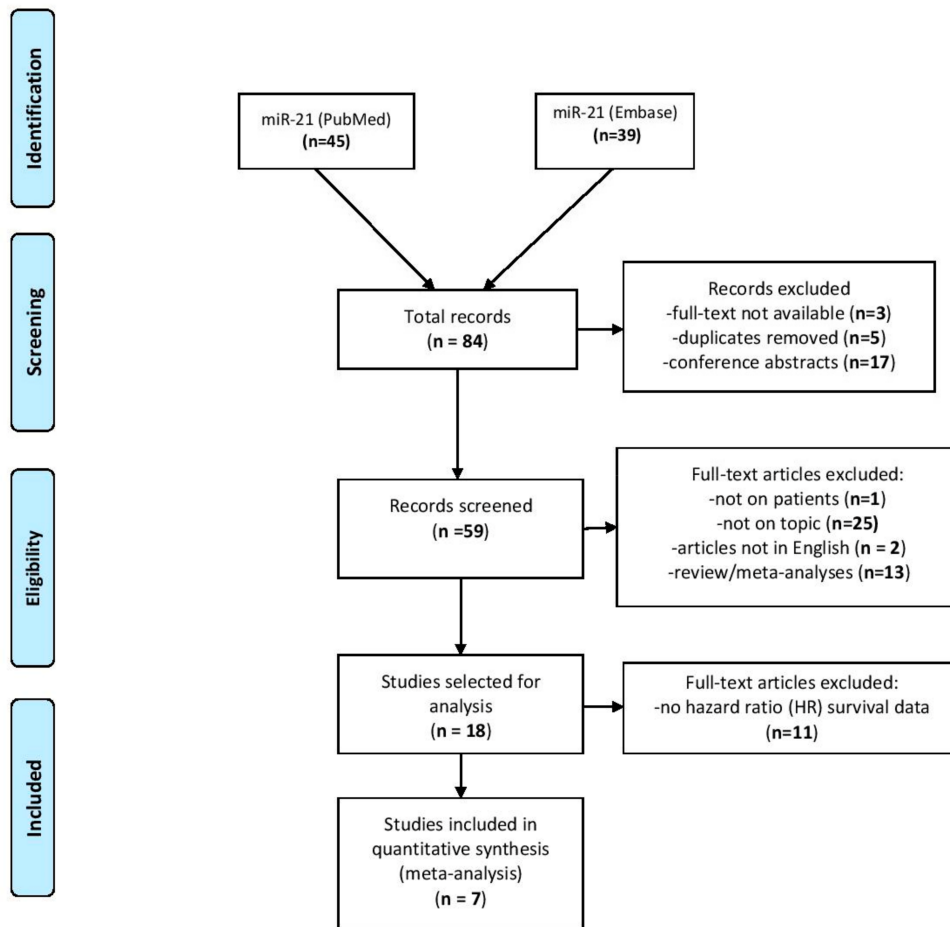 Identification
miR-21 (PubMed)
(n=45)
miR-21 (Embase)
(n=39)
Screening
Total records
(n = 84)
Records excluded
-full-text not available (n=3)
-duplicates removed (n=5)
-conference abstracts (n=17)
Eligibility
Records screened
(n =59)
Full-text articles excluded:
-not on patients (n=1)
-not on topic (n=25)
-articles not in English (n = 2)
-review/meta-analyses (n=13)
Studies selected for
analysis
(n = 18)
Full-text articles excluded:
-no hazard ratio (HR) survival data
(n=11)
Included
Studies included in
quantitative synthesis
(meta-analysis)
(n = 7)